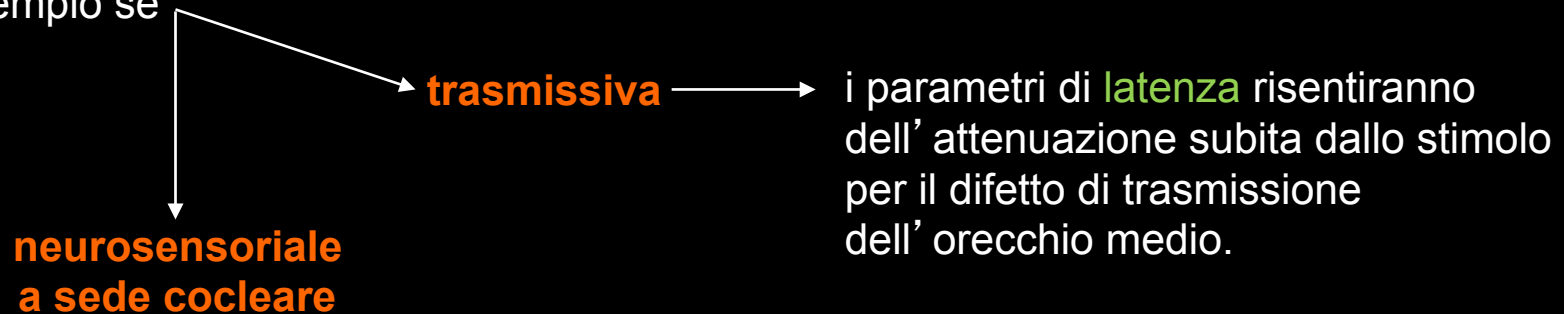 se
trasmissiva
i parametri di latenza risentiranno
dell’attenuazione subita dallo stimolo
per il difetto di trasmissione
dell’orecchio medio.
neurosensoriale
a sede cocleare